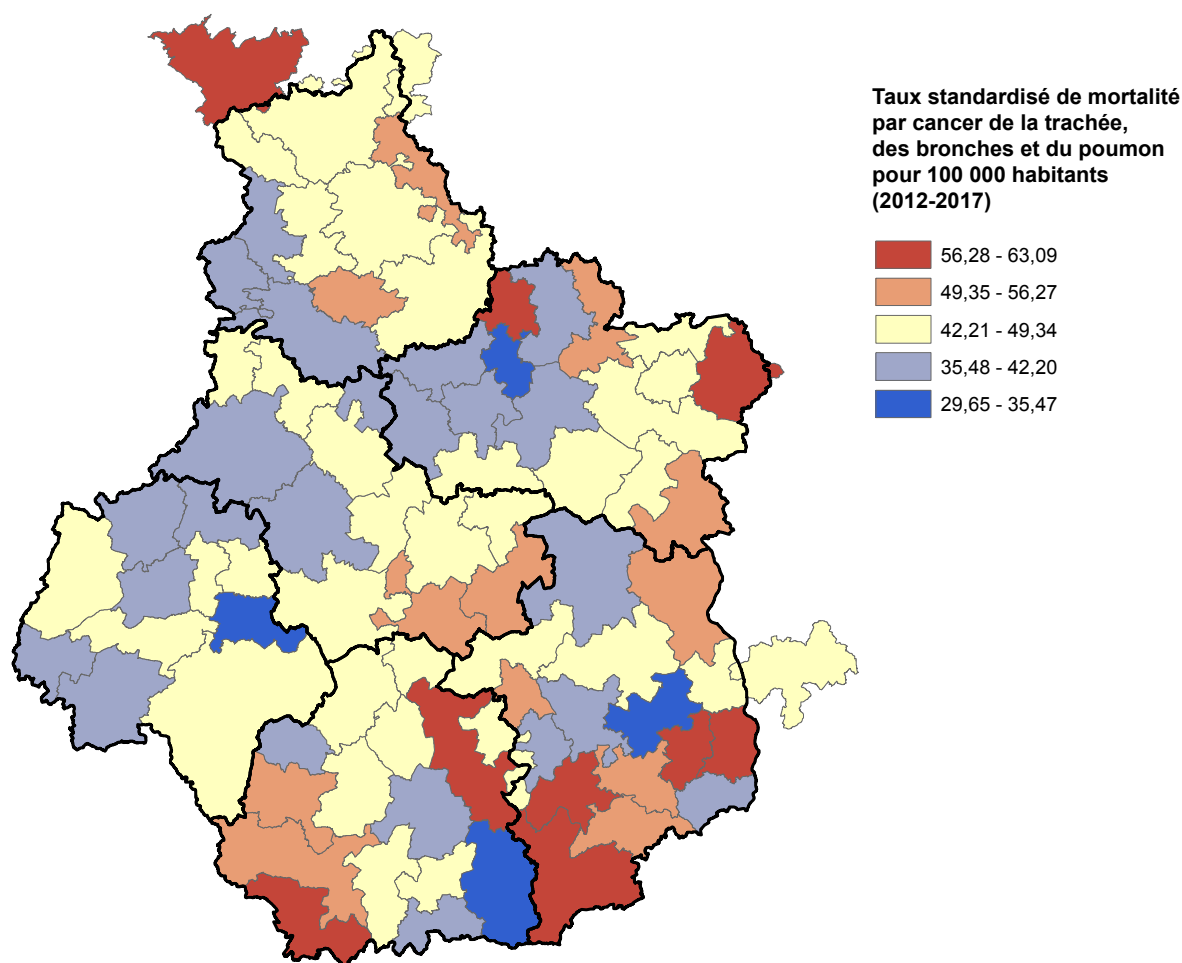 Taux standardisé de mortalité
par cancer de la trachée,
des bronches et du poumon
pour 100 000 habitants
(2012-2017)
56,28 - 63,09
49,35 - 56,27
42,21 - 49,34
35,48 - 42,20
29,65 - 35,47